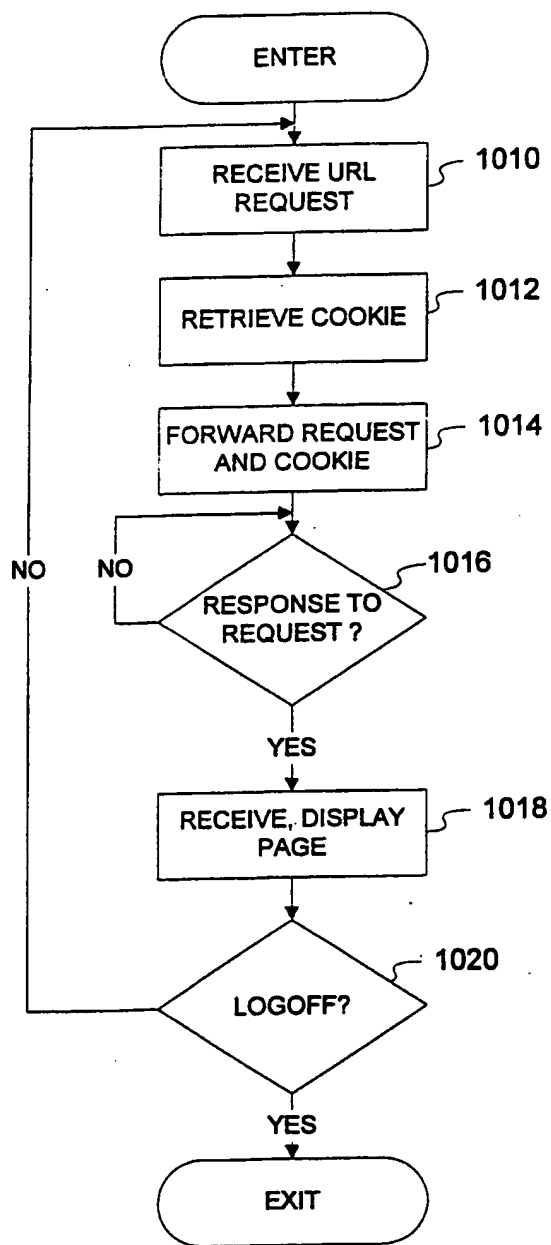 ENTER
RECEIVE URL
REQUEST
1010
RETRIEVE COOKIE
1012
FORWARD REQUEST
AND COOKIE
1014
NO
NO
RESPONSE TO
REQUEST ?
1016
YES
RECEIVE, DISPLAY
PAGE
1018
LOGOFF?
1020
YES
EXIT